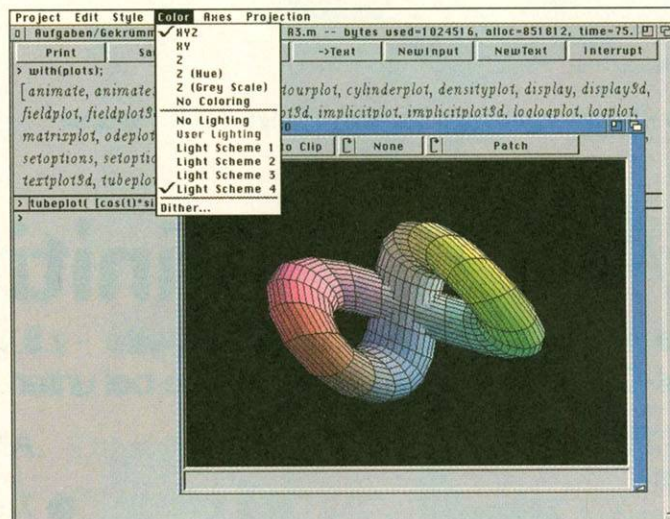 Project Edit Style Color Axes Projection
Aufgaben/Gekrumm R3.m -- bytes used=1024516, alloc=851812, time=75.
Print Sa ->Text NewInput NewText Interrupt
> with(plots);
[animate, animate tourplot, cylinderplot, densityplot, display, display3d,
fieldplot, fieldplot3 t3d, implicitplot, implicitplot3d, loglogplot, logplot,
matrixplot, odeplot
setoptions, setoptio
textplot3d, tubeplot
> tubeplot( [cos(t)*si
>
XYZ
XY
Z
Z (Hue)
Z (Grey Scale)
No Coloring
No Lighting
User Lighting
Light Scheme 1
Light Scheme 2
Light Scheme 3
Light Scheme 4
Dither...
to Clip None Patch